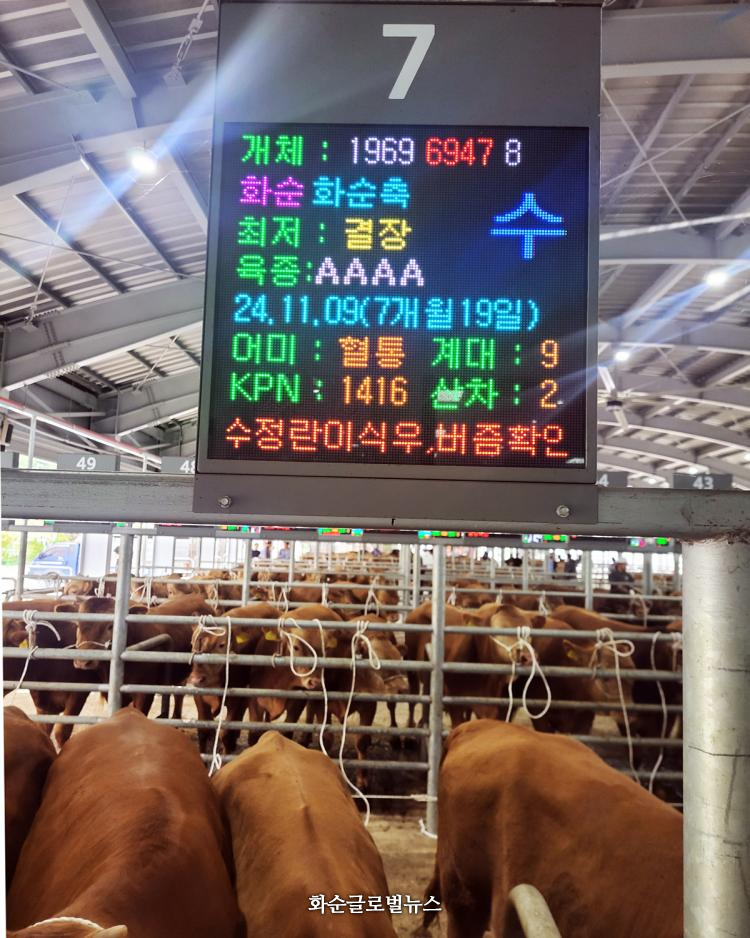 7
개체 : 1969 6947 8
화순 화순축
최저 : 결장
수
육종:AAAA
24.11.09(7개월19일)
어미 : 혈통 계대 : 9
KPN : 1416 산차 : 2
수정란이식우,버즘확인
49
48
43
화순글로벌뉴스